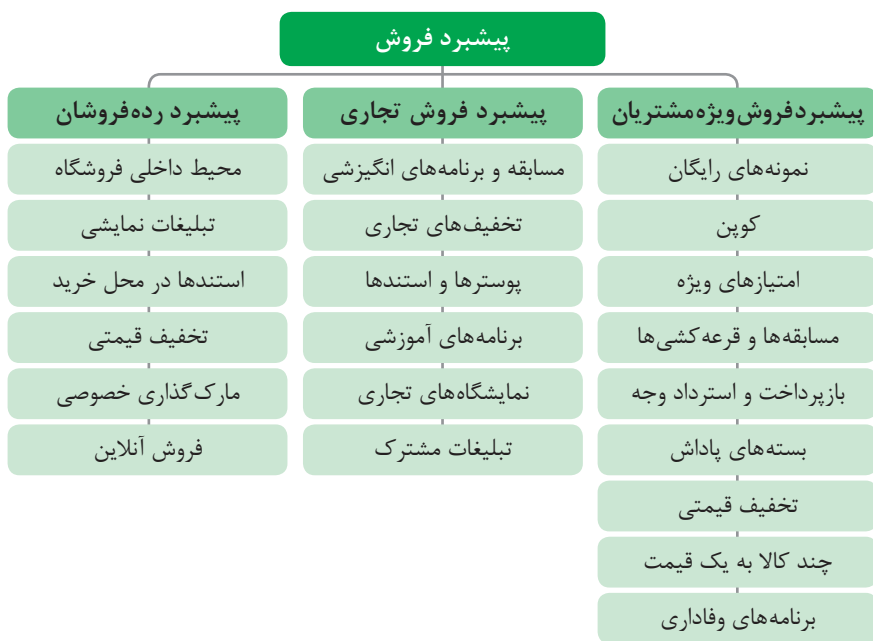 پیشبرد فروش
پیشبردفروش‌ویژه‌مشتریان
نمونه‌های رایگان
کوپن
امتیازهای ویژه
مسابقه‌ها و قرعه‌کشی‌ها
بازپرداخت و استرداد وجه
بسته‌های پاداش
تخفیف قیمتی
چند کالا به یک قیمت
برنامه‌های وفاداری
پیشبرد فروش تجاری
مسابقه و برنامه‌های انگیزشی
تخفیف‌های تجاری
پوسترها و استندها
برنامه‌های آموزشی
نمایشگاه‌های تجاری
تبلیغات مشترک
پیشبرد رده‌فروشان
محیط داخلی فروشگاه
تبلیغات نمایشی
استندها در محل خرید
تخفیف قیمتی
مارک‌گذاری خصوصی
فروش آنلاین